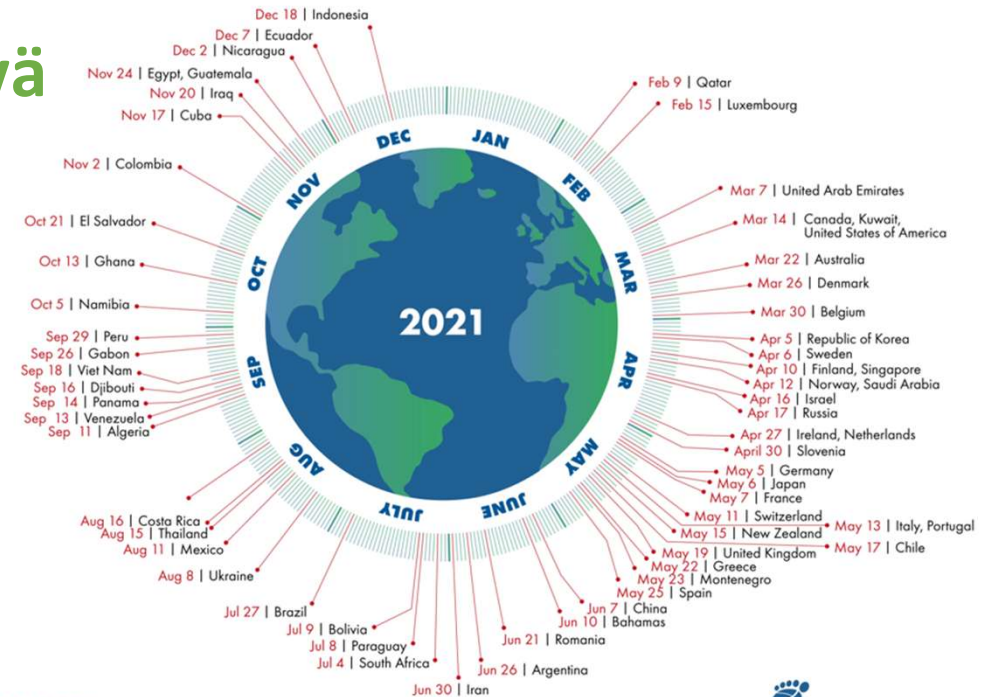 vä
Dec 18 | Indonesia
Dec 7 | Ecuador
Dec 2 | Nicaragua
Nov 24 | Egypt, Guatemala
Nov 20 | Iraq
Nov 17 | Cuba
Nov 2 | Colombia
Oct 21 | El Salvador
Oct 13 | Ghana
Oct 5 | Namibia
Sep 29 | Peru
Sep 26 | Gabon
Sep 18 | Viet Nam
Sep 16 | Djibouti
Sep 14 | Panama
Sep 13 | Venezuela
Sep 11 | Algeria
Aug 16 | Costa Rica
Aug 15 | Thailand
Aug 11 | Mexico
Aug 8 | Ukraine
Jul 27 | Brazil
Jul 9 | Bolivia
Jul 8 | Paraguay
Jul 4 | South Africa
Jun 30 | Iran
JAN
FEB
MAR
APR
MAY
JUNE
JULY
AUG
SEP
OCT
NOV
DEC
2021
Feb 9 | Qatar
Feb 15 | Luxembourg
Mar 7 | United Arab Emirates
Mar 14 | Canada, Kuwait,
United States of America
Mar 22 | Australia
Mar 26 | Denmark
Mar 30 | Belgium
Apr 5 | Republic of Korea
Apr 6 | Sweden
Apr 10 | Finland, Singapore
Apr 12 | Norway, Saudi Arabia
Apr 16 | Israel
Apr 17 | Russia
Apr 27 | Ireland, Netherlands
April 30 | Slovenia
May 5 | Germany
May 6 | Japan
May 7 | France
May 11 | Switzerland
May 13 | Italy, Portugal
May 15 | New Zealand
May 17 | Chile
May 19 | United Kingdom
May 22 | Greece
May 23 | Montenegro
May 25 | Spain
Jun 7 | China
Jun 10 | Bahamas
Jun 21 | Romania
Jun 26 | Argentina